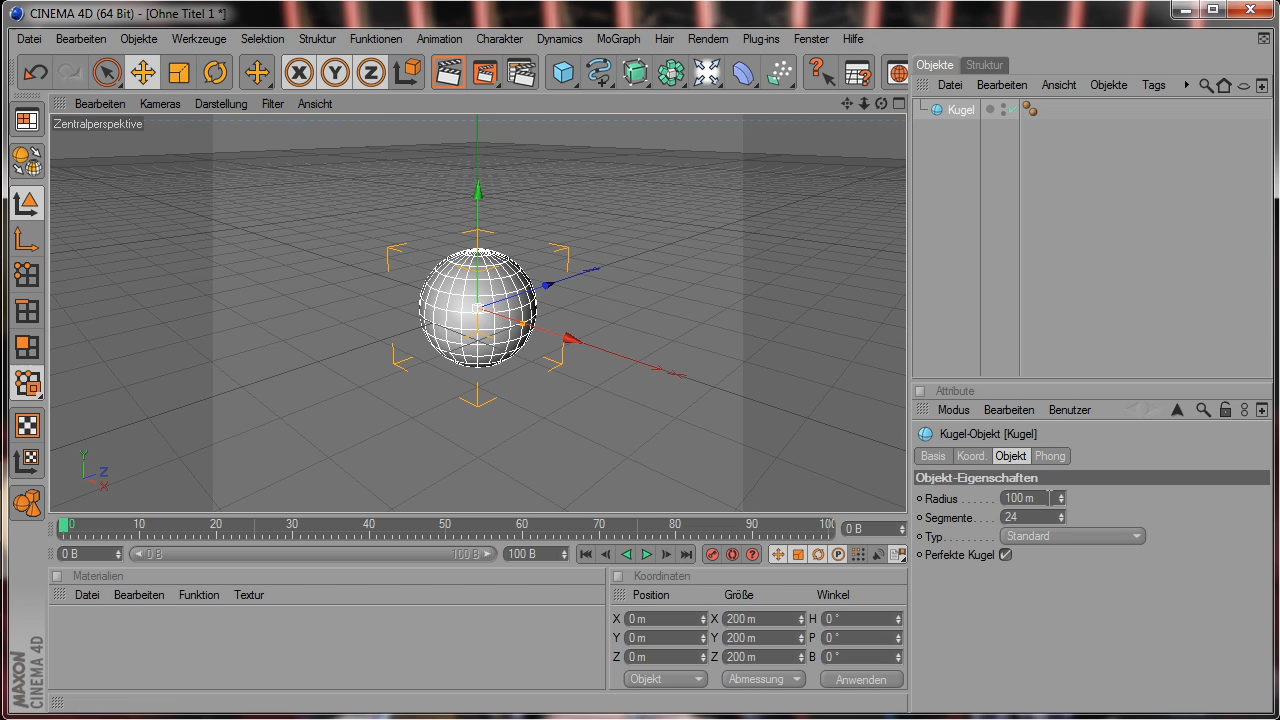 CINEMA 4D (64 Bit) - [Ohne Titel 1 *]
Datei Bearbeiten Objekte Werkzeuge Selektion Struktur Funktionen Animation Charakter Dynamics MoGraph Hair Rendern Plug-ins Fenster Hilfe
X Y Z
Objekte Struktur
Datei Bearbeiten Ansicht Objekte Tags
Kugel
Bearbeiten Kameras Darstellung Filter Ansicht
Zentralperspektive
Y
Z
X
Attribute
Modus Bearbeiten Benutzer
Kugel-Objekt [Kugel]
Basis Koord. Objekt Phong
Objekt-Eigenschaften
Radius . . . . . . 100 m
Segmente . . . . 24
Typ. . . . . . . . . Standard
Perfekte Kugel
0 10 20 30 40 50 60 70 80 90 100 0 B
0 B 0 B 100 B 100 B
P
Materialien
Datei Bearbeiten Funktion Textur
Koordinaten
Position Größe Winkel
X 0 m X 200 m H 0 °
Y 0 m Y 200 m P 0 °
Z 0 m Z 200 m B 0 °
Objekt Abmessung Anwenden
MAXON
CINEMA 4D